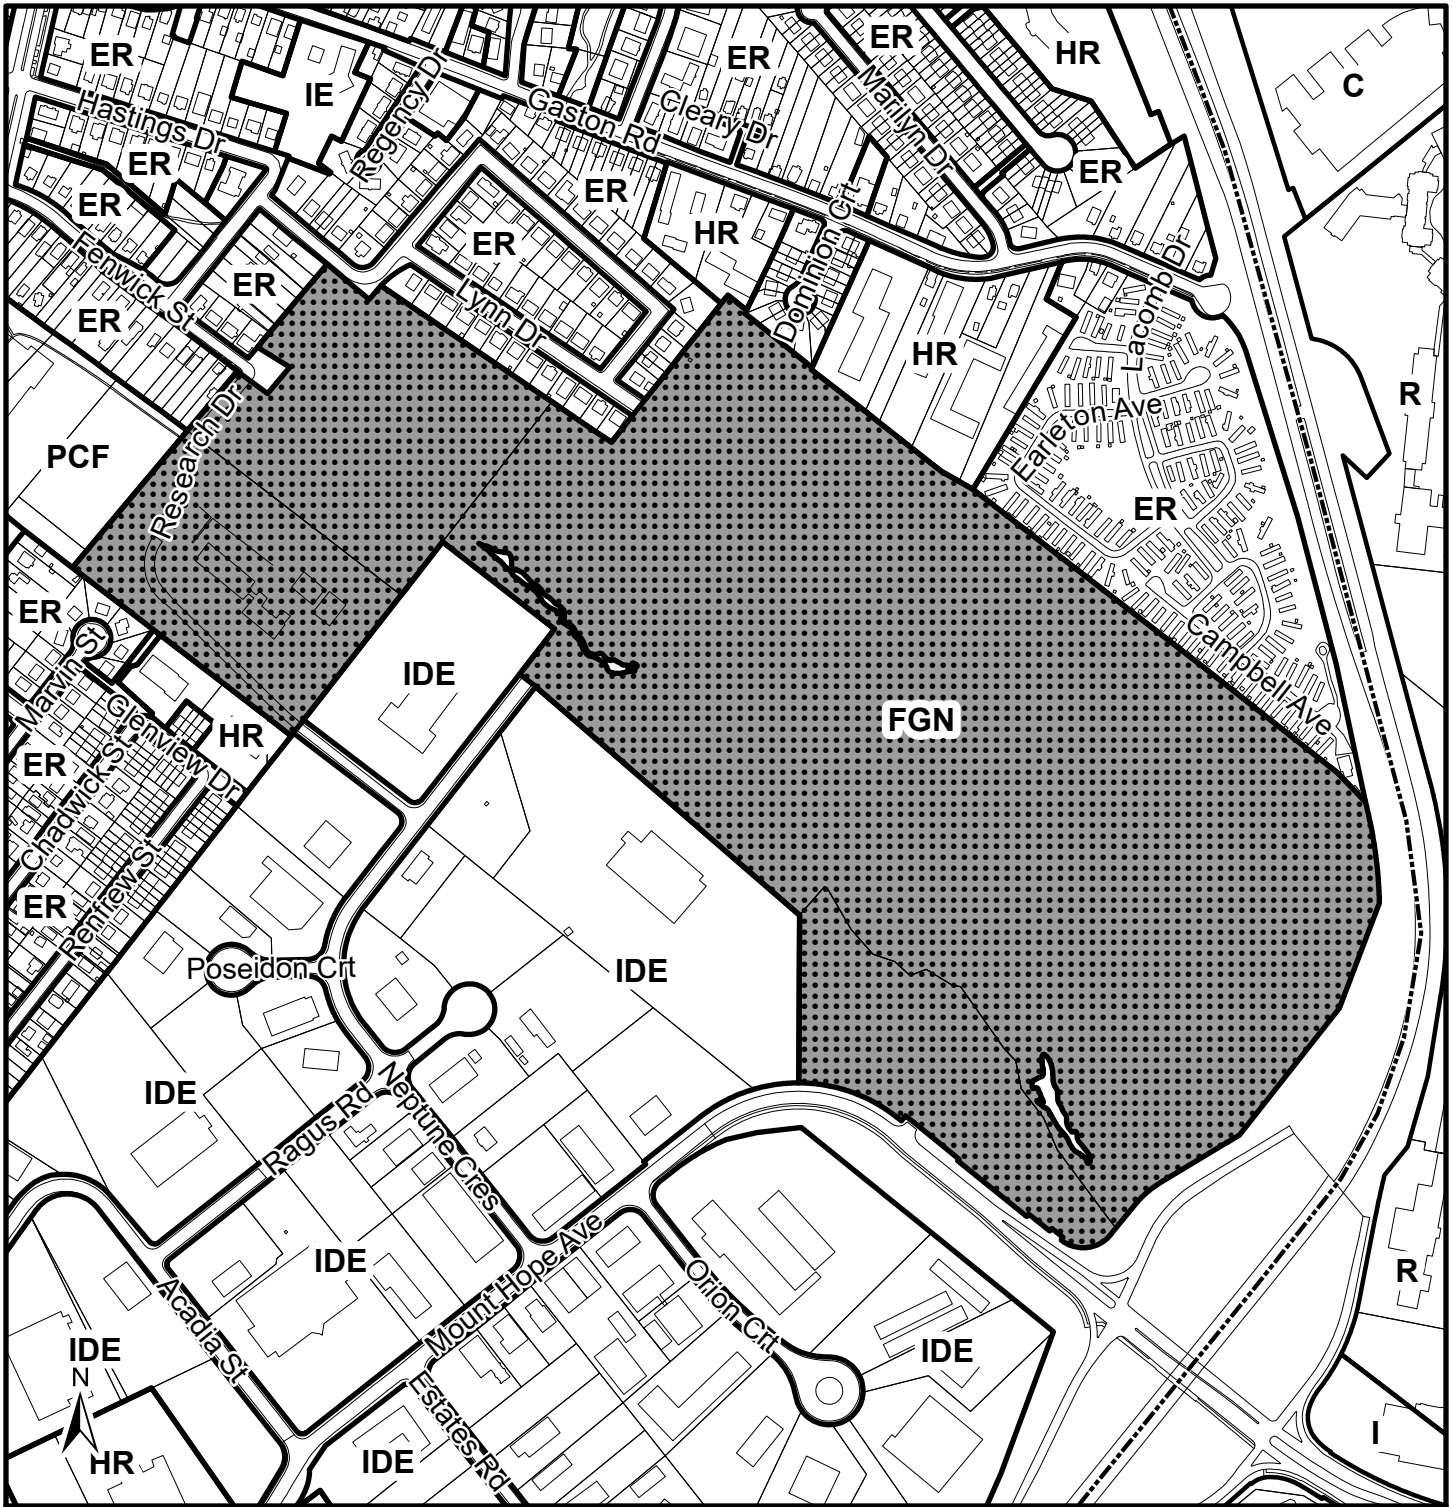 ER
ER
ER
HR
C
IE
Regency Dr
Hastings Dr
Gaston Rd
Cleary Dr
Marilyn Dr
ER
ER
ER
ER
HR
Dominion Crt
Lacomb Dr
Fenwick St
ER
ER
ER
Lynn Dr
HR
R
Research Dr
Earleton Ave
PCF
ER
ER
Marvin St
Campbell Ave
IDE
Glenview Dr
HR
FGN
ER
Chadwick St
Renfrew St
ER
Poseidon Crt
IDE
IDE
Ragus Rd
Neptune Cres
IDE
Mount Hope Ave
Orion Crt
R
Acadia St
IDE
N
IDE
Estates Rd
I
HR
IDE